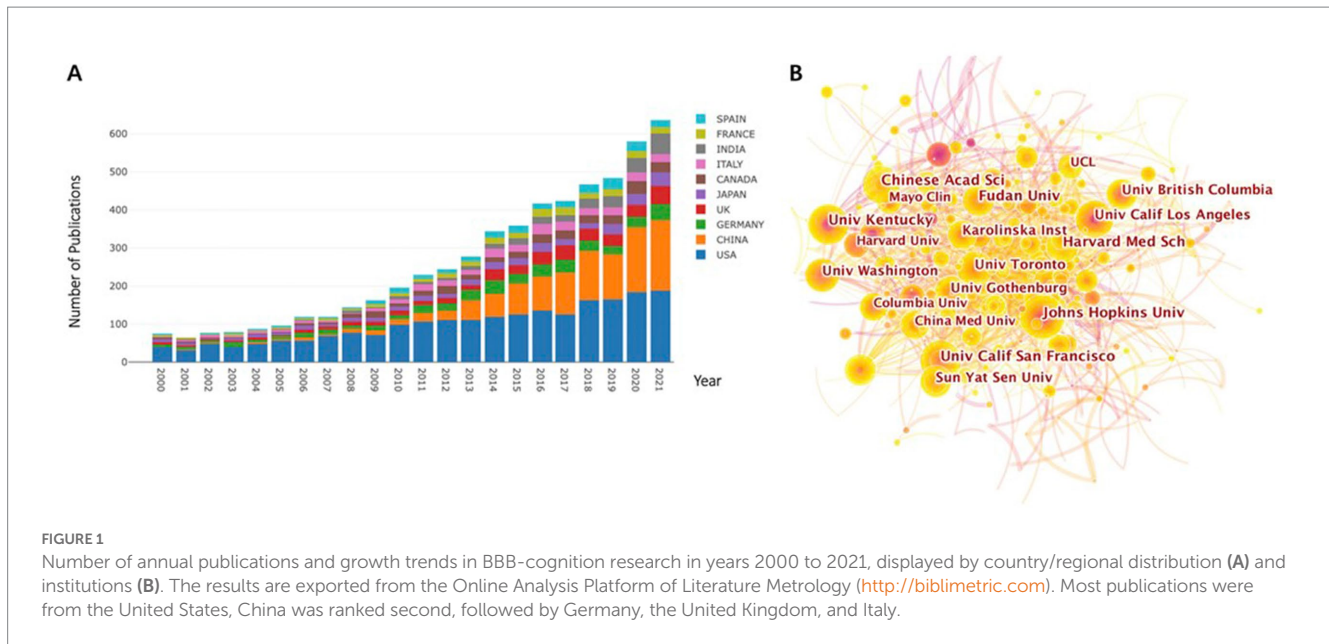 A
Number of Publications
600
500
400
300
200
100
0
2000
2001
2002
2003
2004
2005
2006
2007
2008
2009
2010
2011
2012
2013
2014
2015
2016
2017
2018
2019
2020
2021
Year
SPAIN
FRANCE
INDIA
ITALY
CANADA
JAPAN
UK
GERMANY
CHINA
USA
B
UCL
Chinese Acad Sci
Mayo Clin
Fudan Univ
Univ British Columbia
Univ Kentucky
Univ Calif Los Angeles
Karolinska Inst
Harvard Univ
Harvard Med Sch
Univ Washington
Univ Toronto
Univ Gothenburg
Columbia Univ
China Med Univ
Johns Hopkins Univ
Univ Calif San Francisco
Sun Yat Sen Univ
FIGURE 1
Number of annual publications and growth trends in BBB-cognition research in years 2000 to 2021, displayed by country/regional distribution (A) and
institutions (B). The results are exported from the Online Analysis Platform of Literature Metrology (http://biblimetric.com). Most publications were
from the United States, China was ranked second, followed by Germany, the United Kingdom, and Italy.